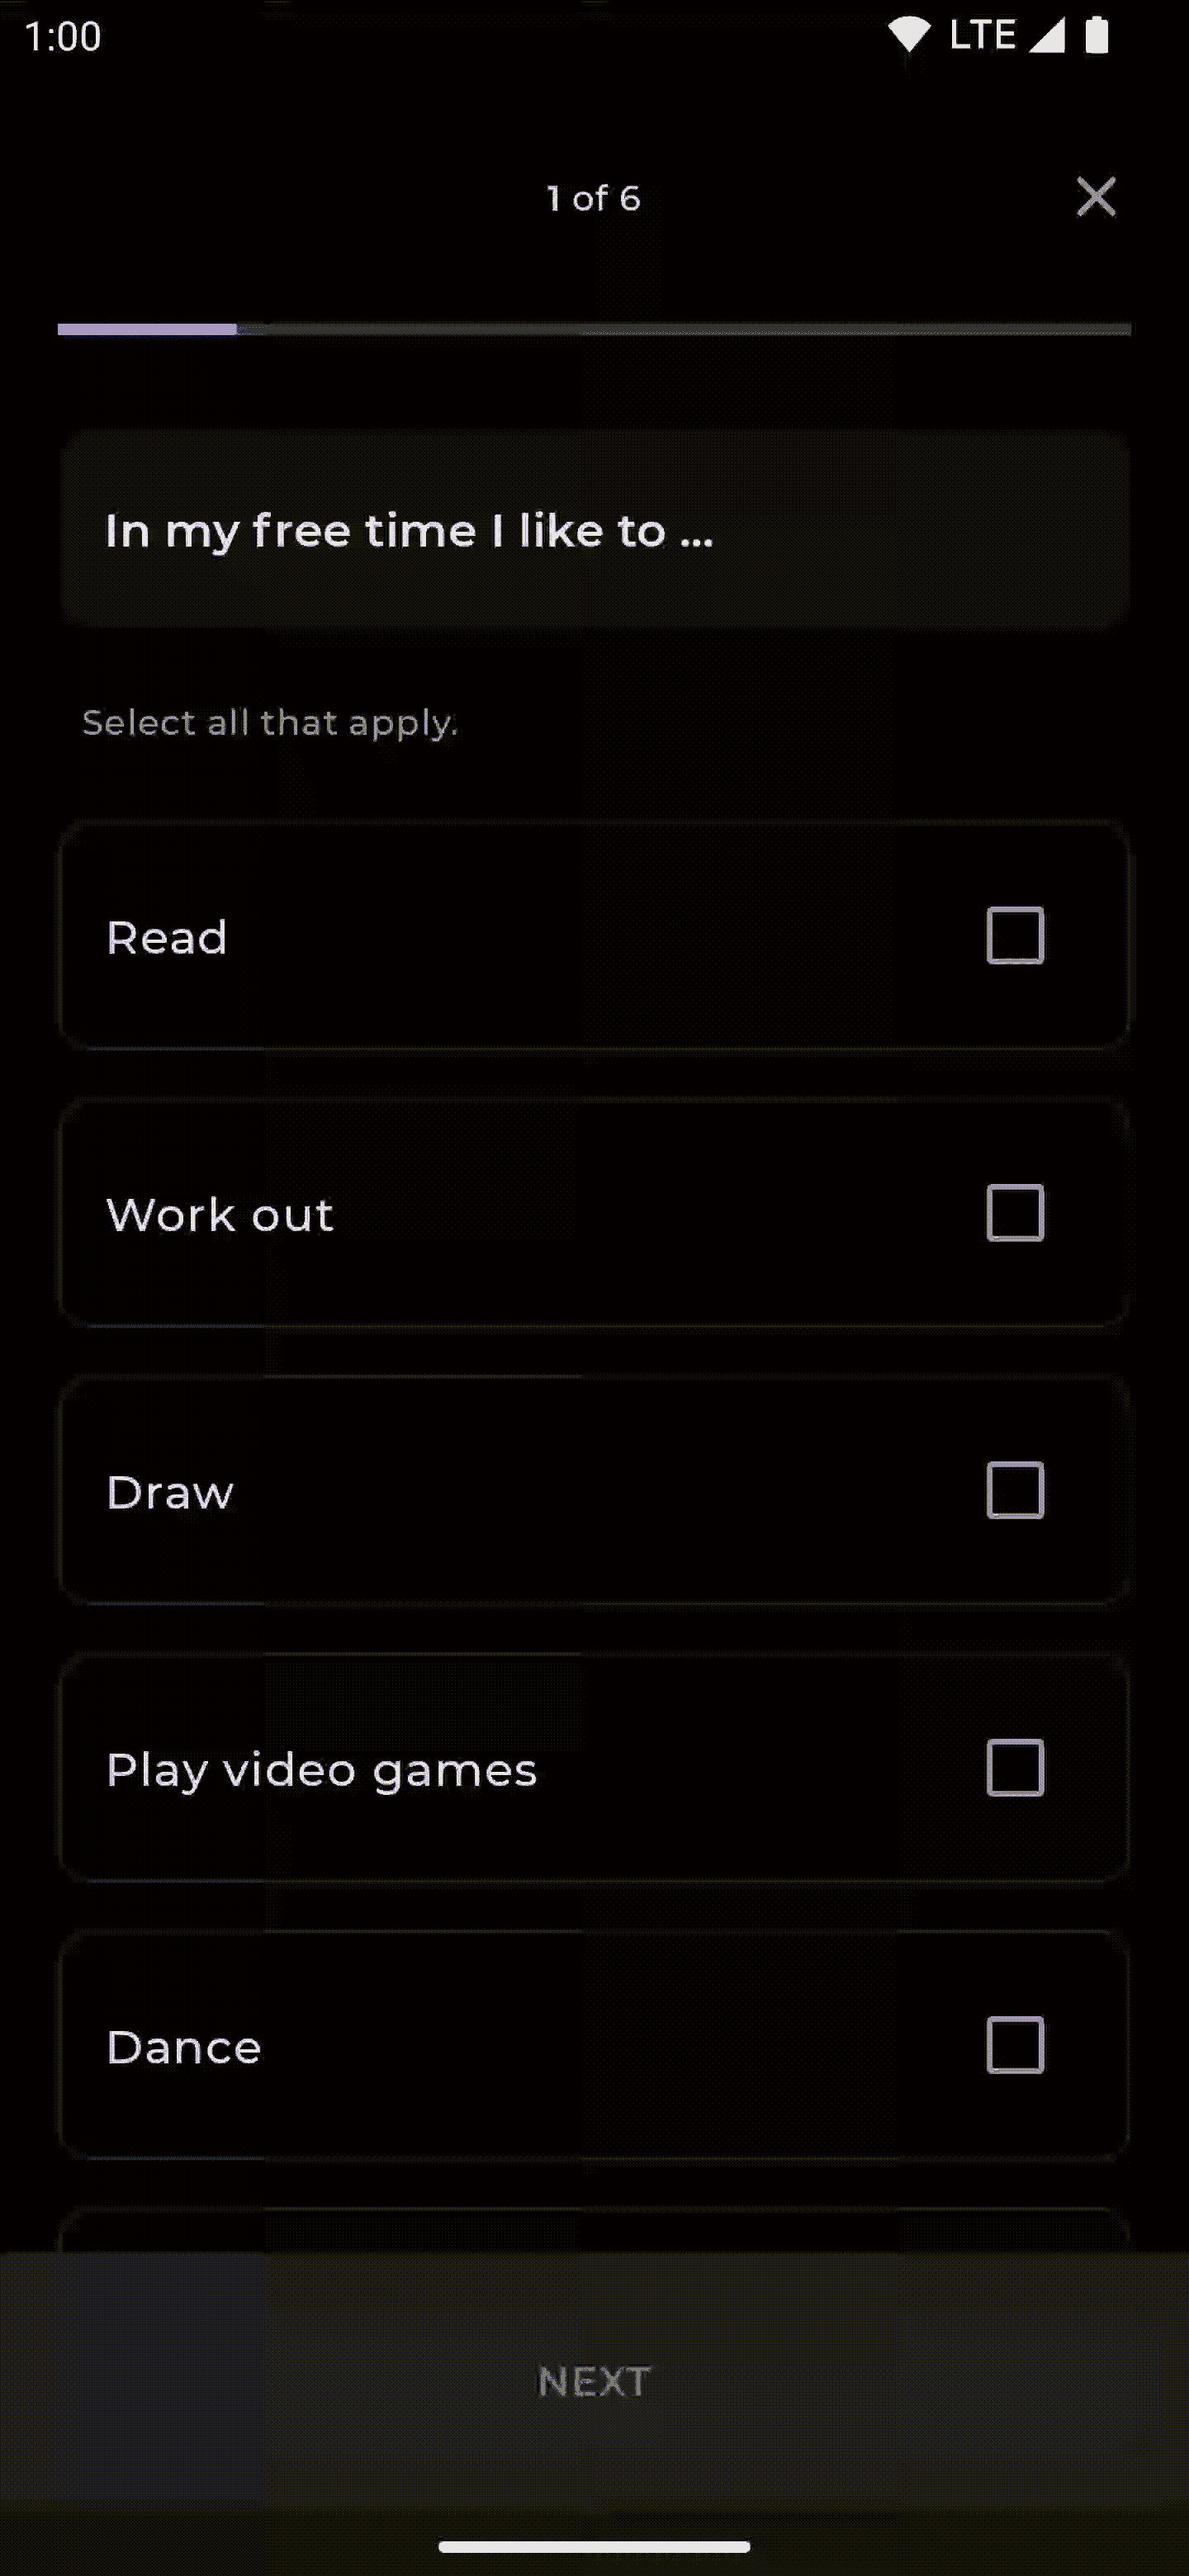 1:00 LTE
1 of 6
In my free time I like to ...
Select all that apply.
Read
Work out
Draw
Play video games
Dance
NEXT